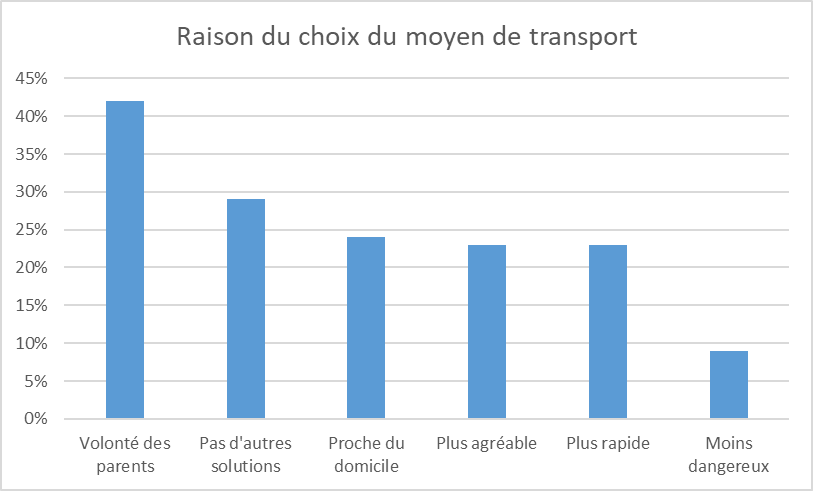 Raison du choix du moyen de transport
45%
40%
35%
30%
25%
20%
15%
10%
5%
0%
Volonté des
parents
Pas d'autres
solutions
Proche du
domicile
Plus agréable
Plus rapide
Moins
dangereux